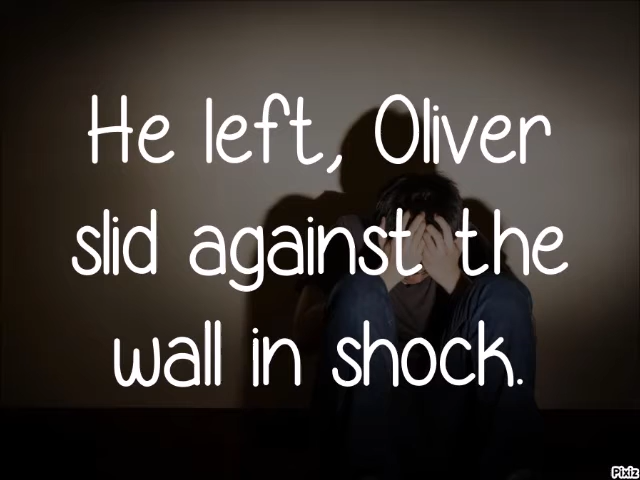 He left, Oliver
slid against the
wall in shock.
Pixiz